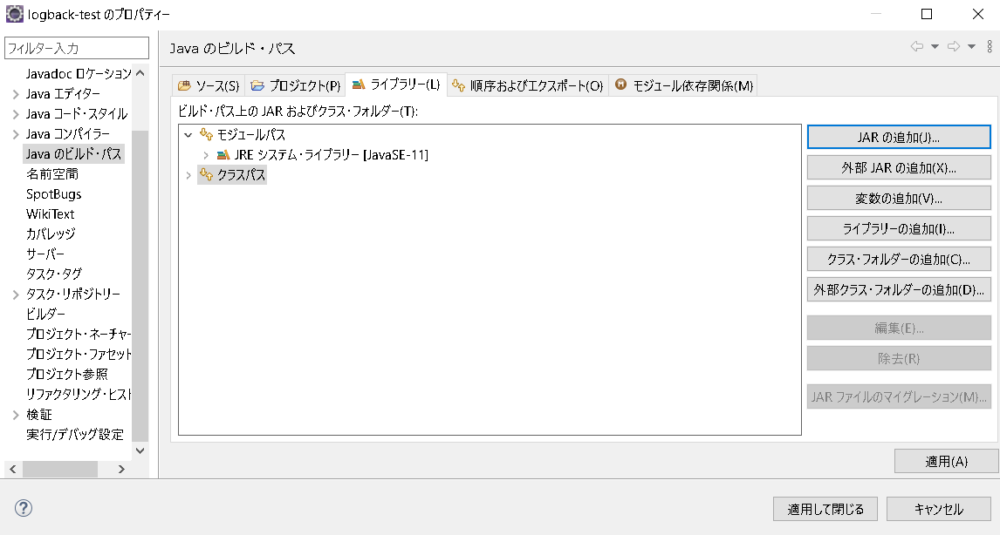 logback-test のプロパティー
フィルター入力
Javadoc ロケーション
Java エディター
Java コード・スタイル
Java コンパイラー
Java のビルド・パス
名前空間
SpotBugs
WikiText
カバレッジ
サーバー
タスク・タグ
タスク・リポジトリー
ビルダー
プロジェクト・ネーチャー
プロジェクト・ファセット
プロジェクト参照
リファクタリング・ヒスト
検証
実行/デバッグ設定
Java のビルド・パス
ソース(S)
プロジェクト(P)
ライブラリー(L)
順序およびエクスポート(O)
モジュール依存関係(M)
ビルド・パス上の JAR およびクラス・フォルダー(T):
モジュールパス
JRE システム・ライブラリー [JavaSE-11]
クラスパス
JAR の追加(J)...
外部 JAR の追加(X)...
変数の追加(V)...
ライブラリーの追加(I)...
クラス・フォルダーの追加(C)...
外部クラス・フォルダーの追加(D)...
編集(E)...
除去(R)
JAR ファイルのマイグレーション(M)...
適用(A)
適用して閉じる
キャンセル